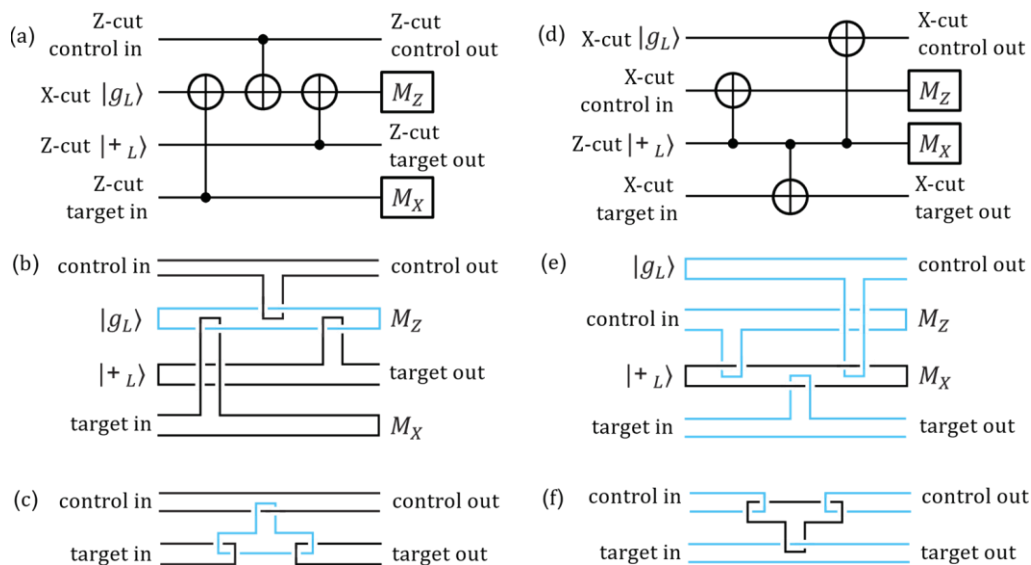 (a)
Z-cut
control in
Z-cut
control out
X-cut |g_L⟩
M_Z
Z-cut |+_L⟩
Z-cut
target out
Z-cut
target in
M_X
(b)
control in
control out
|g_L⟩
M_Z
|+_L⟩
target out
target in
M_X
(c)
control in
control out
target in
target out
(d)
X-cut |g_L⟩
X-cut
control out
X-cut
control in
M_Z
Z-cut |+_L⟩
M_X
X-cut
target in
X-cut
target out
(e)
|g_L⟩
control out
control in
M_Z
|+_L⟩
M_X
target in
target out
(f)
control in
control out
target in
target out